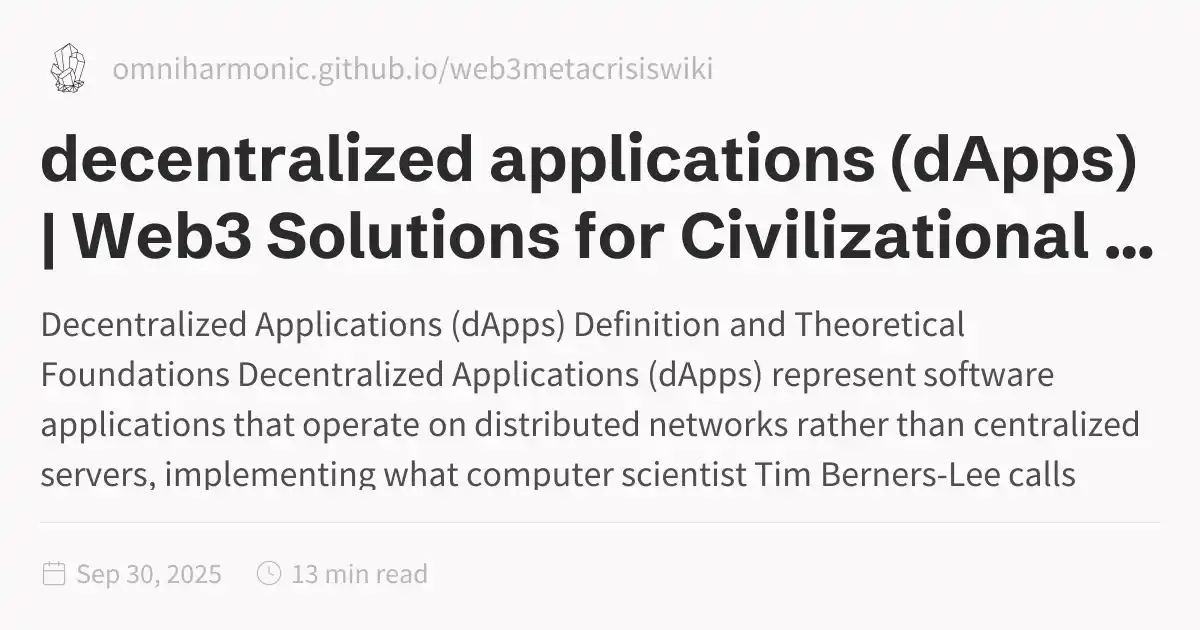 omniharmonic.github.io/web3metacrisiswiki
decentralized applications (dApps)
| Web3 Solutions for Civilizational ...
Decentralized Applications (dApps) Definition and Theoretical
Foundations Decentralized Applications (dApps) represent software
applications that operate on distributed networks rather than centralized
servers, implementing what computer scientist Tim Berners-Lee calls
Sep 30, 2025 13 min read